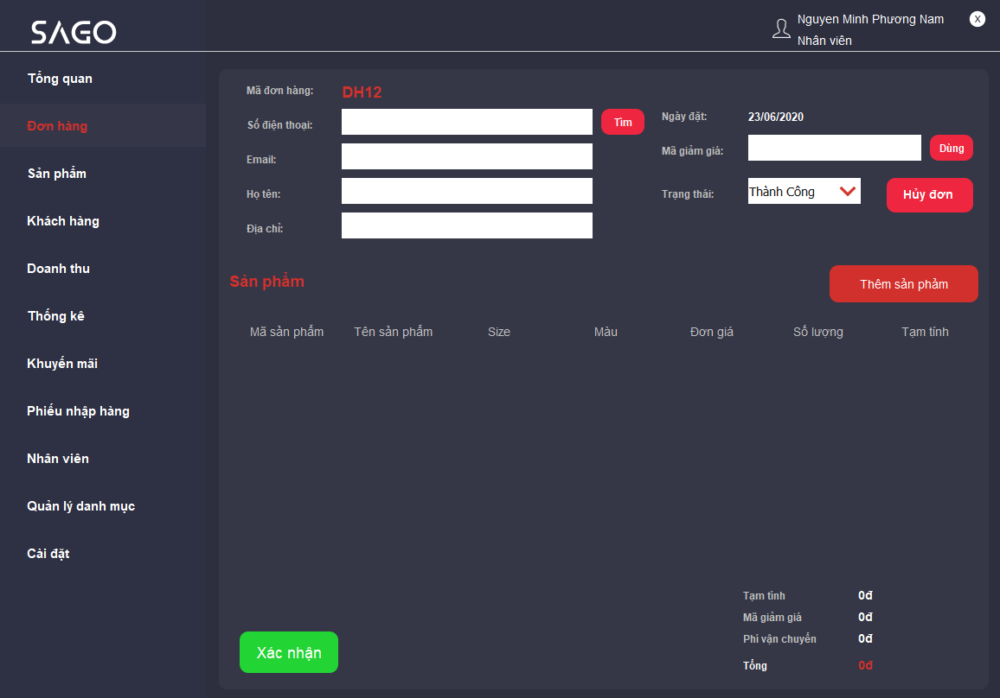 SAGO
Nguyen Minh Phương Nam
X
Nhân viên
Tổng quan
Đơn hàng
Sản phẩm
Khách hàng
Doanh thu
Thống kê
Khuyến mãi
Phiếu nhập hàng
Nhân viên
Quản lý danh mục
Cài đặt
Mã đơn hàng: DH12
Số điện thoại: Tìm
Email:
Họ tên:
Địa chỉ:
Ngày đặt: 23/06/2020
Mã giảm giá: Dùng
Trạng thái: Thành Công Hủy đơn
Sản phẩm
Thêm sản phảm
Mã sản phẩm Tên sản phẩm Size Màu Đơn giá Số lượng Tạm tính
Tạm tính 0đ
Mã giảm giá 0đ
Phí vận chuyển 0đ
Tổng 0đ
Xác nhận